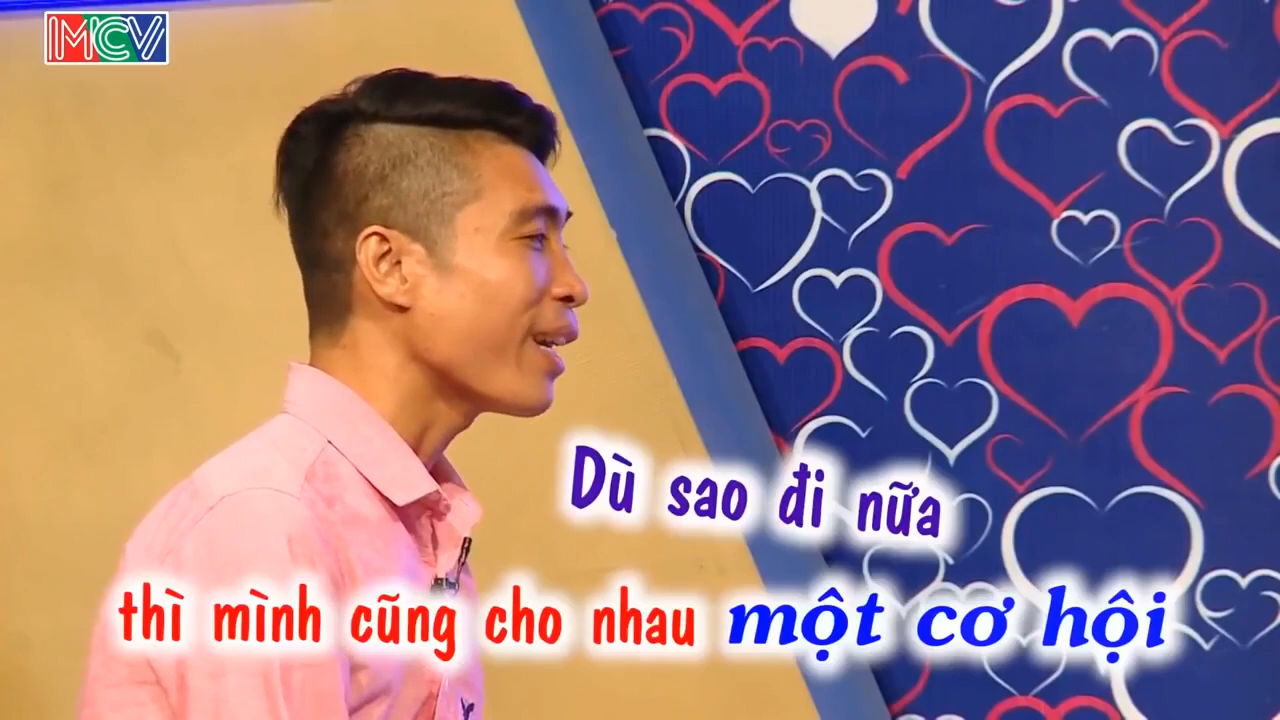 MCV
Dù sao đi nữa
thì mình cũng cho nhau một cơ hội